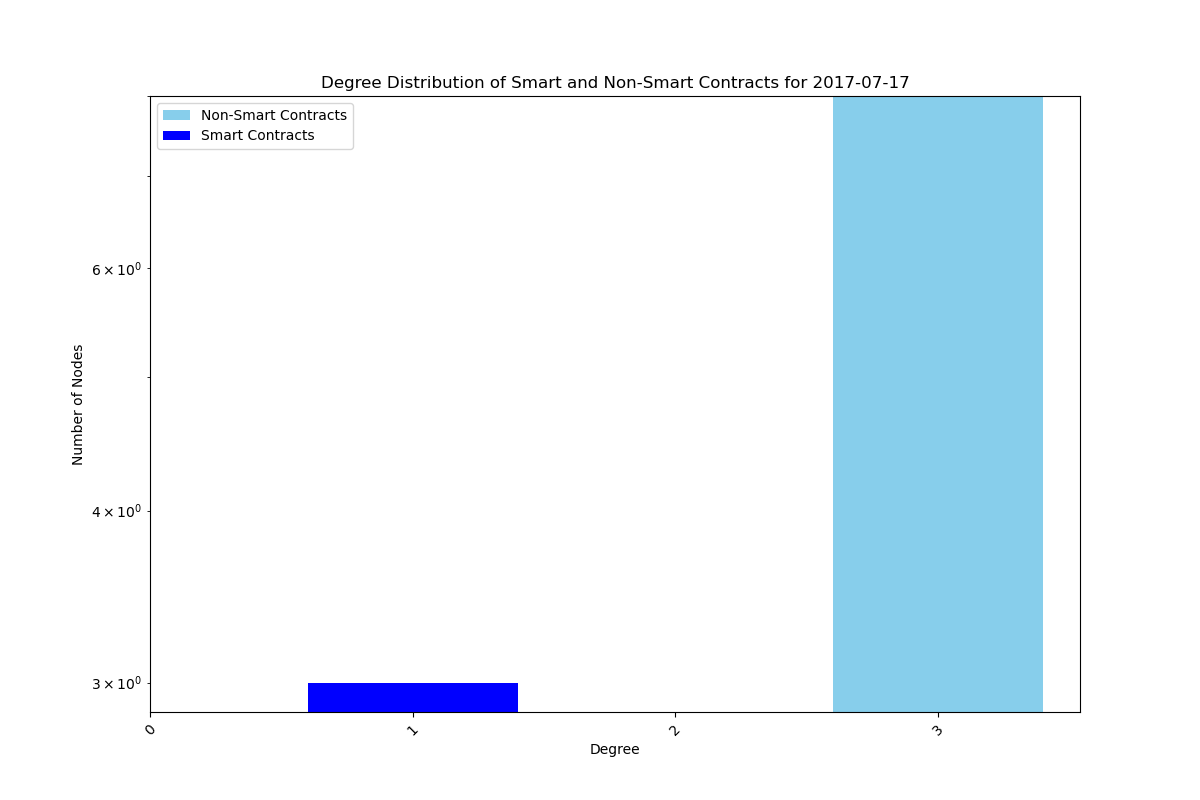 Degree Distribution of Smart and Non-Smart Contracts for 2017-07-17
Non-Smart Contracts
Smart Contracts
6 × 10⁰
4 × 10⁰
3 × 10⁰
Number of Nodes
0
1
2
3
Degree